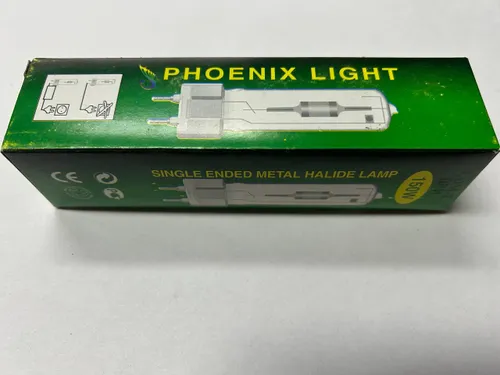 PHOENIX LIGHT
CE
SINGLE ENDED METAL HALIDE LAMP
150W